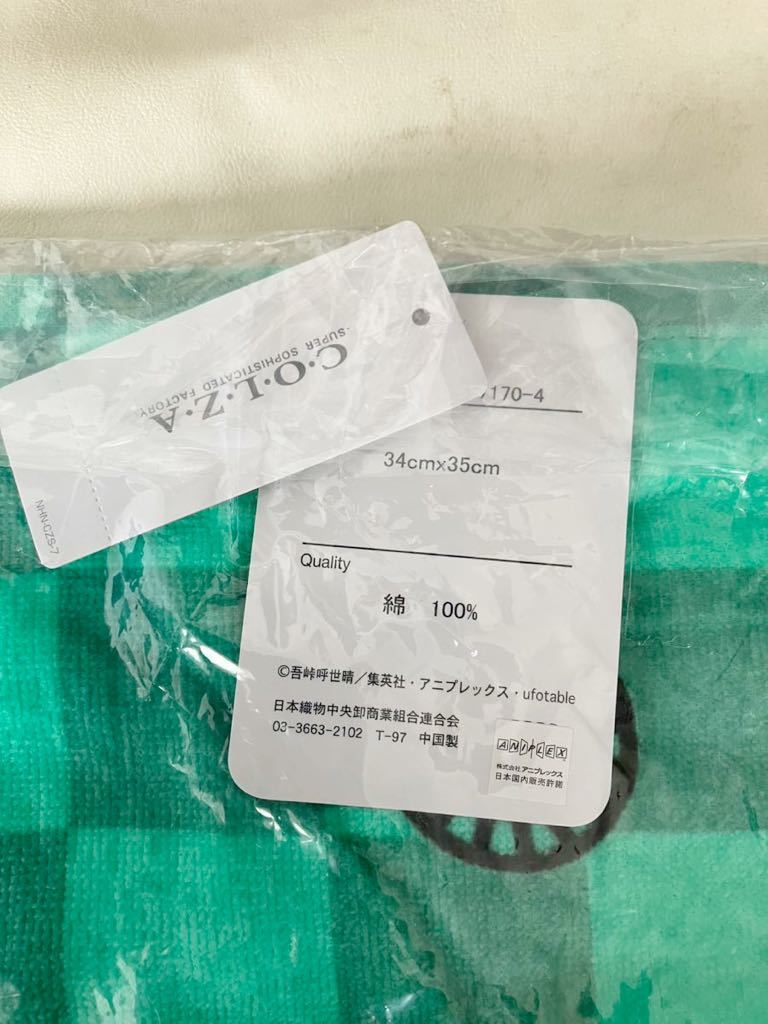 C·O·L·Z·A
·SUPER SOPHISTICATED FACTORY
NHN-CZS-7
7170-4
34cmx35cm
Quality
綿 100%
©吾峠呼世晴／集英社・アニプレックス・ufotable
日本織物中央卸商業組合連合会
03-3663-2102 T-97 中国製
ANIPLEX
株式会社アニプレックス
日本国内販売許諾